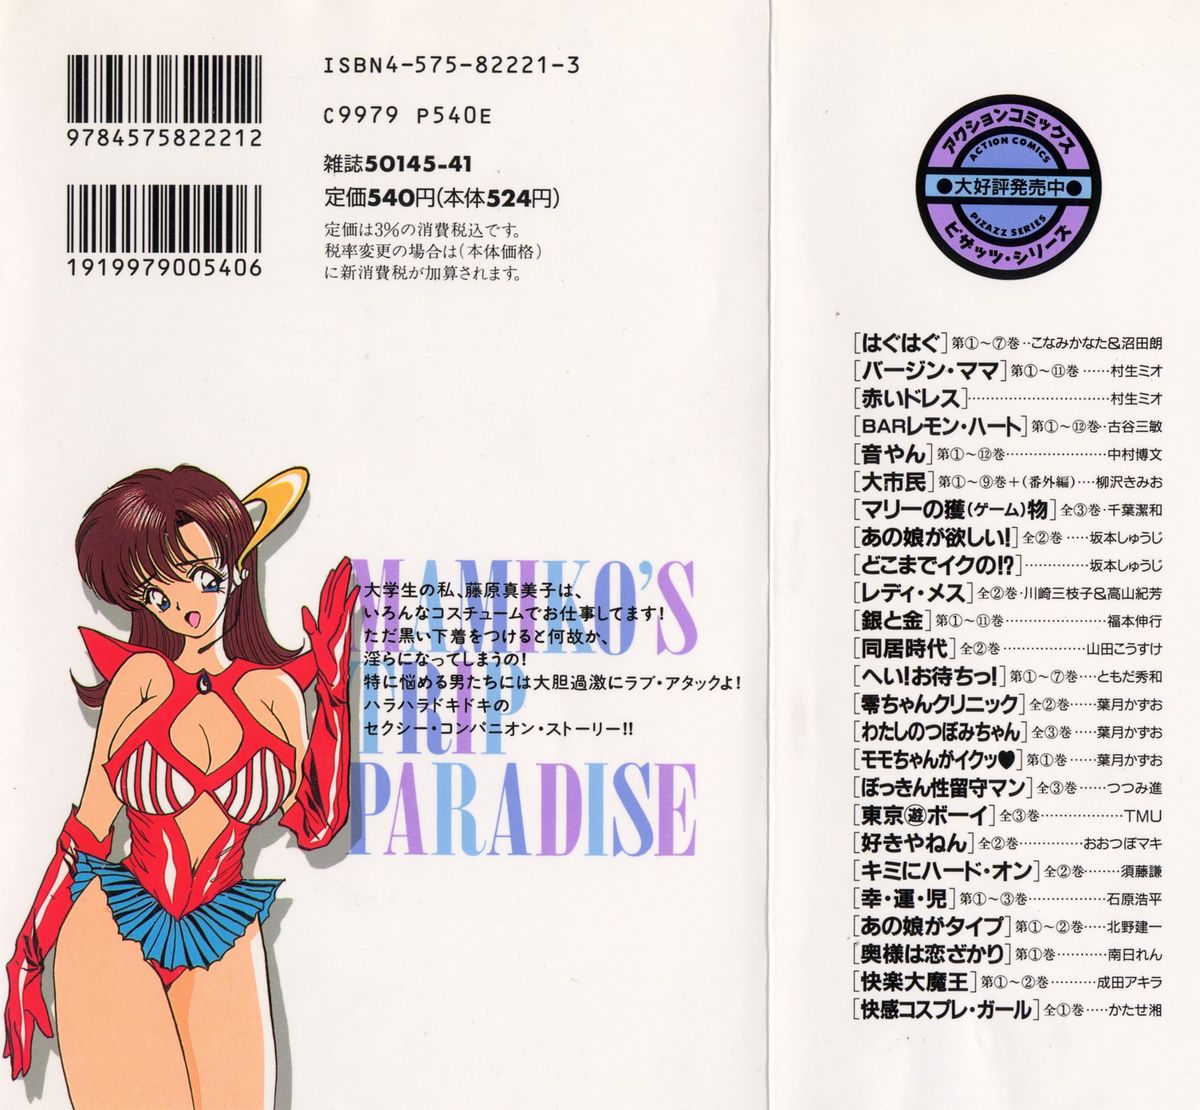 9784575822212
1919979005406
ISBN4-575-82221-3
C9979 P540E
雑誌50145-41
定価540円(本体524円)
定価は3%の消費税込です。
税率変更の場合は(本体価格)
に新消費税が加算されます。
MAMIKO'S
TRIP
PARADISE
大学生の私、藤原真美子は、
いろんなコスチュームでお仕事してます!
ただ黒い下着をつけると何故か、
淫らになってしまうの!
特に悩める男たちには大胆過激にラブ・アタックよ!
ハラハラドキドキの
セクシー・コンパニオン・ストーリー!!
アクションコミックス
ACTION COMICS
●大好評発売中●
PIZAZZ SERIES
ピザッツ・シリーズ
[はぐはぐ]第①〜⑦巻‥こなみかなた&沼田朗
[バージン・ママ]第①〜⑪巻……村生ミオ
[赤いドレス]…………………………村生ミオ
[BARレモン・ハート]第①〜⑫巻・古谷三敏
[音やん]第①〜⑫巻…………………中村博文
[大市民]第①〜⑨巻+(番外編)‥‥柳沢きみお
[マリーの獲(ゲーム)物]全③巻・千葉潔和
[あの娘が欲しい!]全②巻‥‥‥坂本しゅうじ
[どこまでイクの!?]……………坂本しゅうじ
[レディ・メス]全②巻・川崎三枝子&高山紀芳
[銀と金]第①〜⑪巻…………………福本伸行
[同居時代]全②巻………………山田こうすけ
[へい!お待ちっ!]第①〜⑦巻‥‥ともだ秀和
[零ちゃんクリニック]全②巻……葉月かずお
[わたしのつぼみちゃん]全③巻……葉月かずお
[モモちゃんがイクッ♥]第①巻……葉月かずお
[ぼっきん性留守マン]全③巻……つつみ進
[東京㊝ボーイ]全③巻………………TMU
[好きやねん]全②巻…………おおつぼマキ
[キミにハード・オン]全②巻………須藤謙
[幸・運・児]第①〜③巻……………石原浩平
[あの娘がタイプ]第①〜②巻……北野建一
[奥様は恋ざかり]第①巻…………南日れん
[快楽大魔王]第①〜②巻…………成田アキラ
[快感コスプレ・ガール]全①巻……かたせ湘